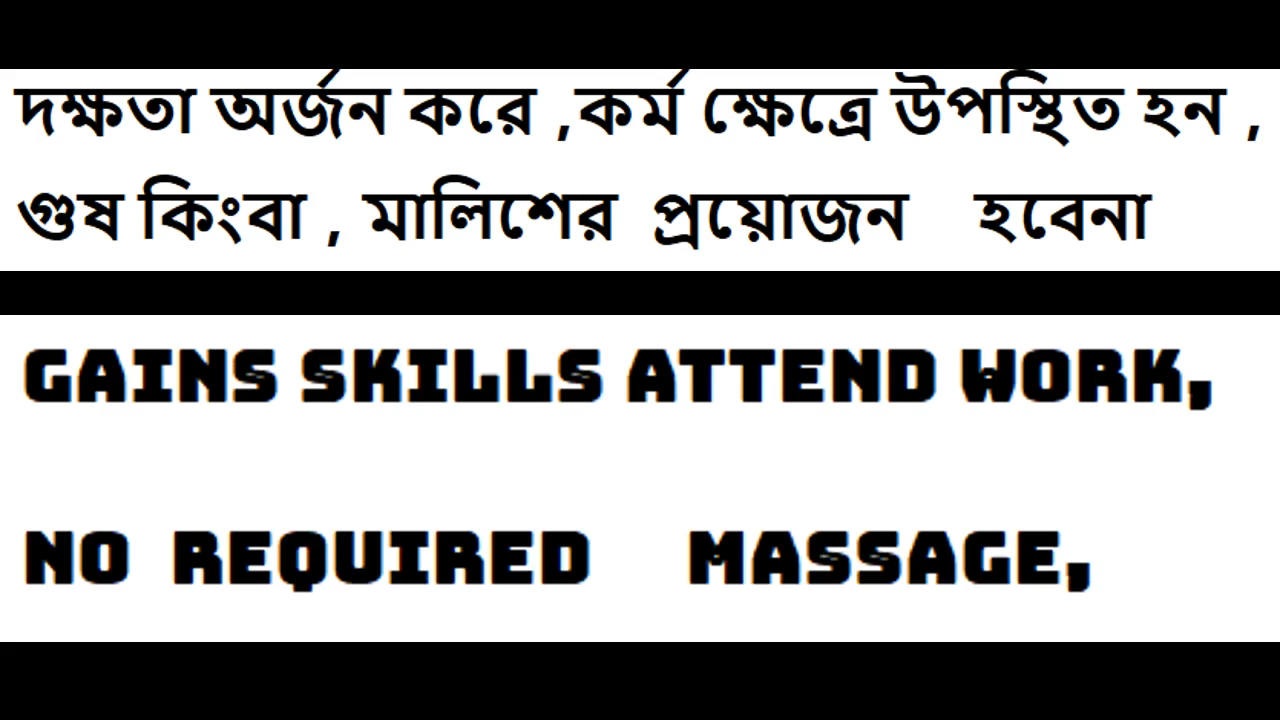 দক্ষতা অর্জন করে ,কর্ম ক্ষেত্রে উপস্থিত হন ,
গুষ কিংবা , মালিশের প্রয়োজন হবেনা
GAINS SKILLS ATTEND WORK,
NO REQUIRED MASSAGE,